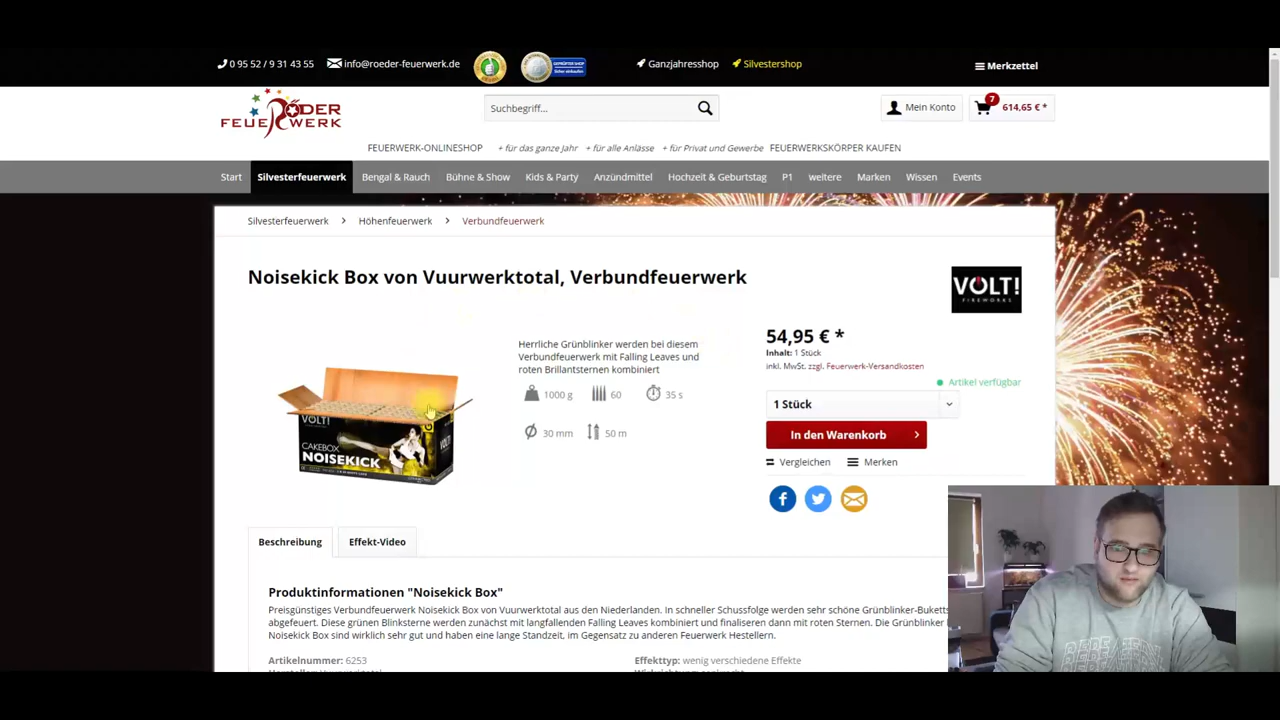 0 95 52 / 9 31 43 55 info@roeder-feuerwerk.de Ganzjahresshop Silvestershop Merkzettel
RÖDER
FEUERWERK
Suchbegriff...
Mein Konto
7
614,65 € *
FEUERWERK-ONLINESHOP + für das ganze Jahr + für alle Anlässe + für Privat und Gewerbe FEUERWERKSKÖRPER KAUFEN
Start Silvesterfeuerwerk Bengal & Rauch Bühne & Show Kids & Party Anzündmittel Hochzeit & Geburtstag P1 weitere Marken Wissen Events
Silvesterfeuerwerk Höhenfeuerwerk Verbundfeuerwerk
Noisekick Box von Vuurwerktotal, Verbundfeuerwerk
VOLT!
FIREWORKS
54,95 € *
Inhalt: 1 Stück
inkl. MwSt. zzgl. Feuerwerk-Versandkosten
Artikel verfügbar
1 Stück
In den Warenkorb
Vergleichen Merken
Herrliche Grünblinker werden bei diesem
Verbundfeuerwerk mit Falling Leaves und
roten Brillantsternen kombiniert
1000 g 60 35 s
30 mm 50 m
VOLT!
CAKEBOX
NOISEKICK
VOLT!
Beschreibung Effekt-Video
Produktinformationen "Noisekick Box"
Preisgünstiges Verbundfeuerwerk Noisekick Box von Vuurwerktotal aus den Niederlanden. In schneller Schussfolge werden sehr schöne Grünblinker-Buketts
abgefeuert. Diese grünen Blinksterne werden zunächst mit langfallenden Falling Leaves kombiniert und finalisieren dann mit roten Sternen. Die Grünblinker
Noisekick Box sind wirklich sehr gut und haben eine lange Standzeit, im Gegensatz zu anderen Feuerwerk Hestellern.
Artikelnummer: 6253 Effekttyp: wenig verschiedene Effekte